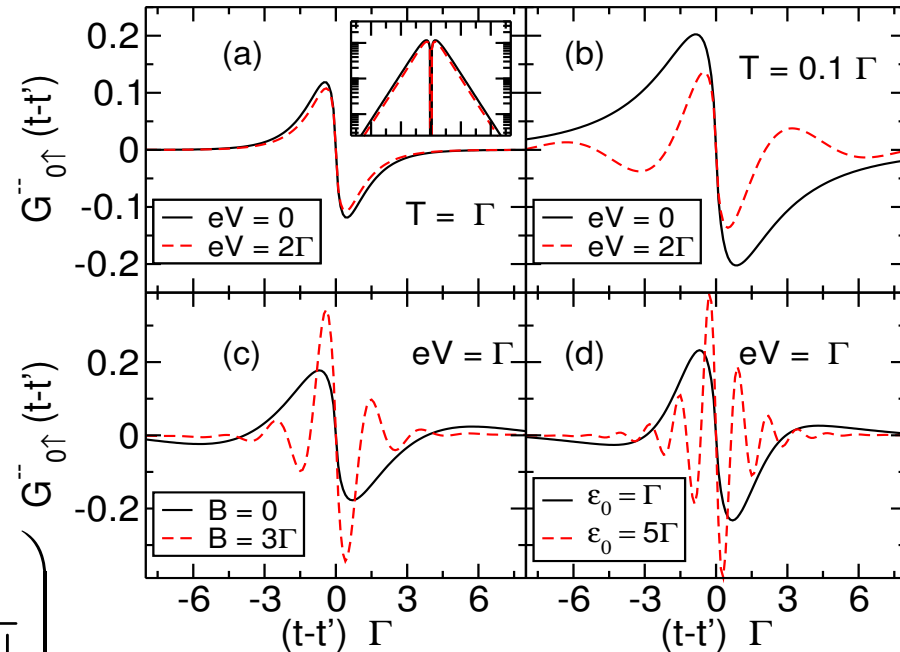 0.2
0.1
0
-0.1
-0.2
G⁻⁻₀↑ (t-t')
(a)
eV = 0
eV = 2Γ
T = Γ
(b)
T = 0.1 Γ
eV = 0
eV = 2Γ
0.2
0
-0.2
G⁻⁻₀↑ (t-t')
(c)
eV = Γ
B = 0
B = 3Γ
(d)
eV = Γ
ε₀ = Γ
ε₀ = 5Γ
-6 -3 0 3 6
-6 -3 0 3 6
(t-t') Γ
(t-t') Γ